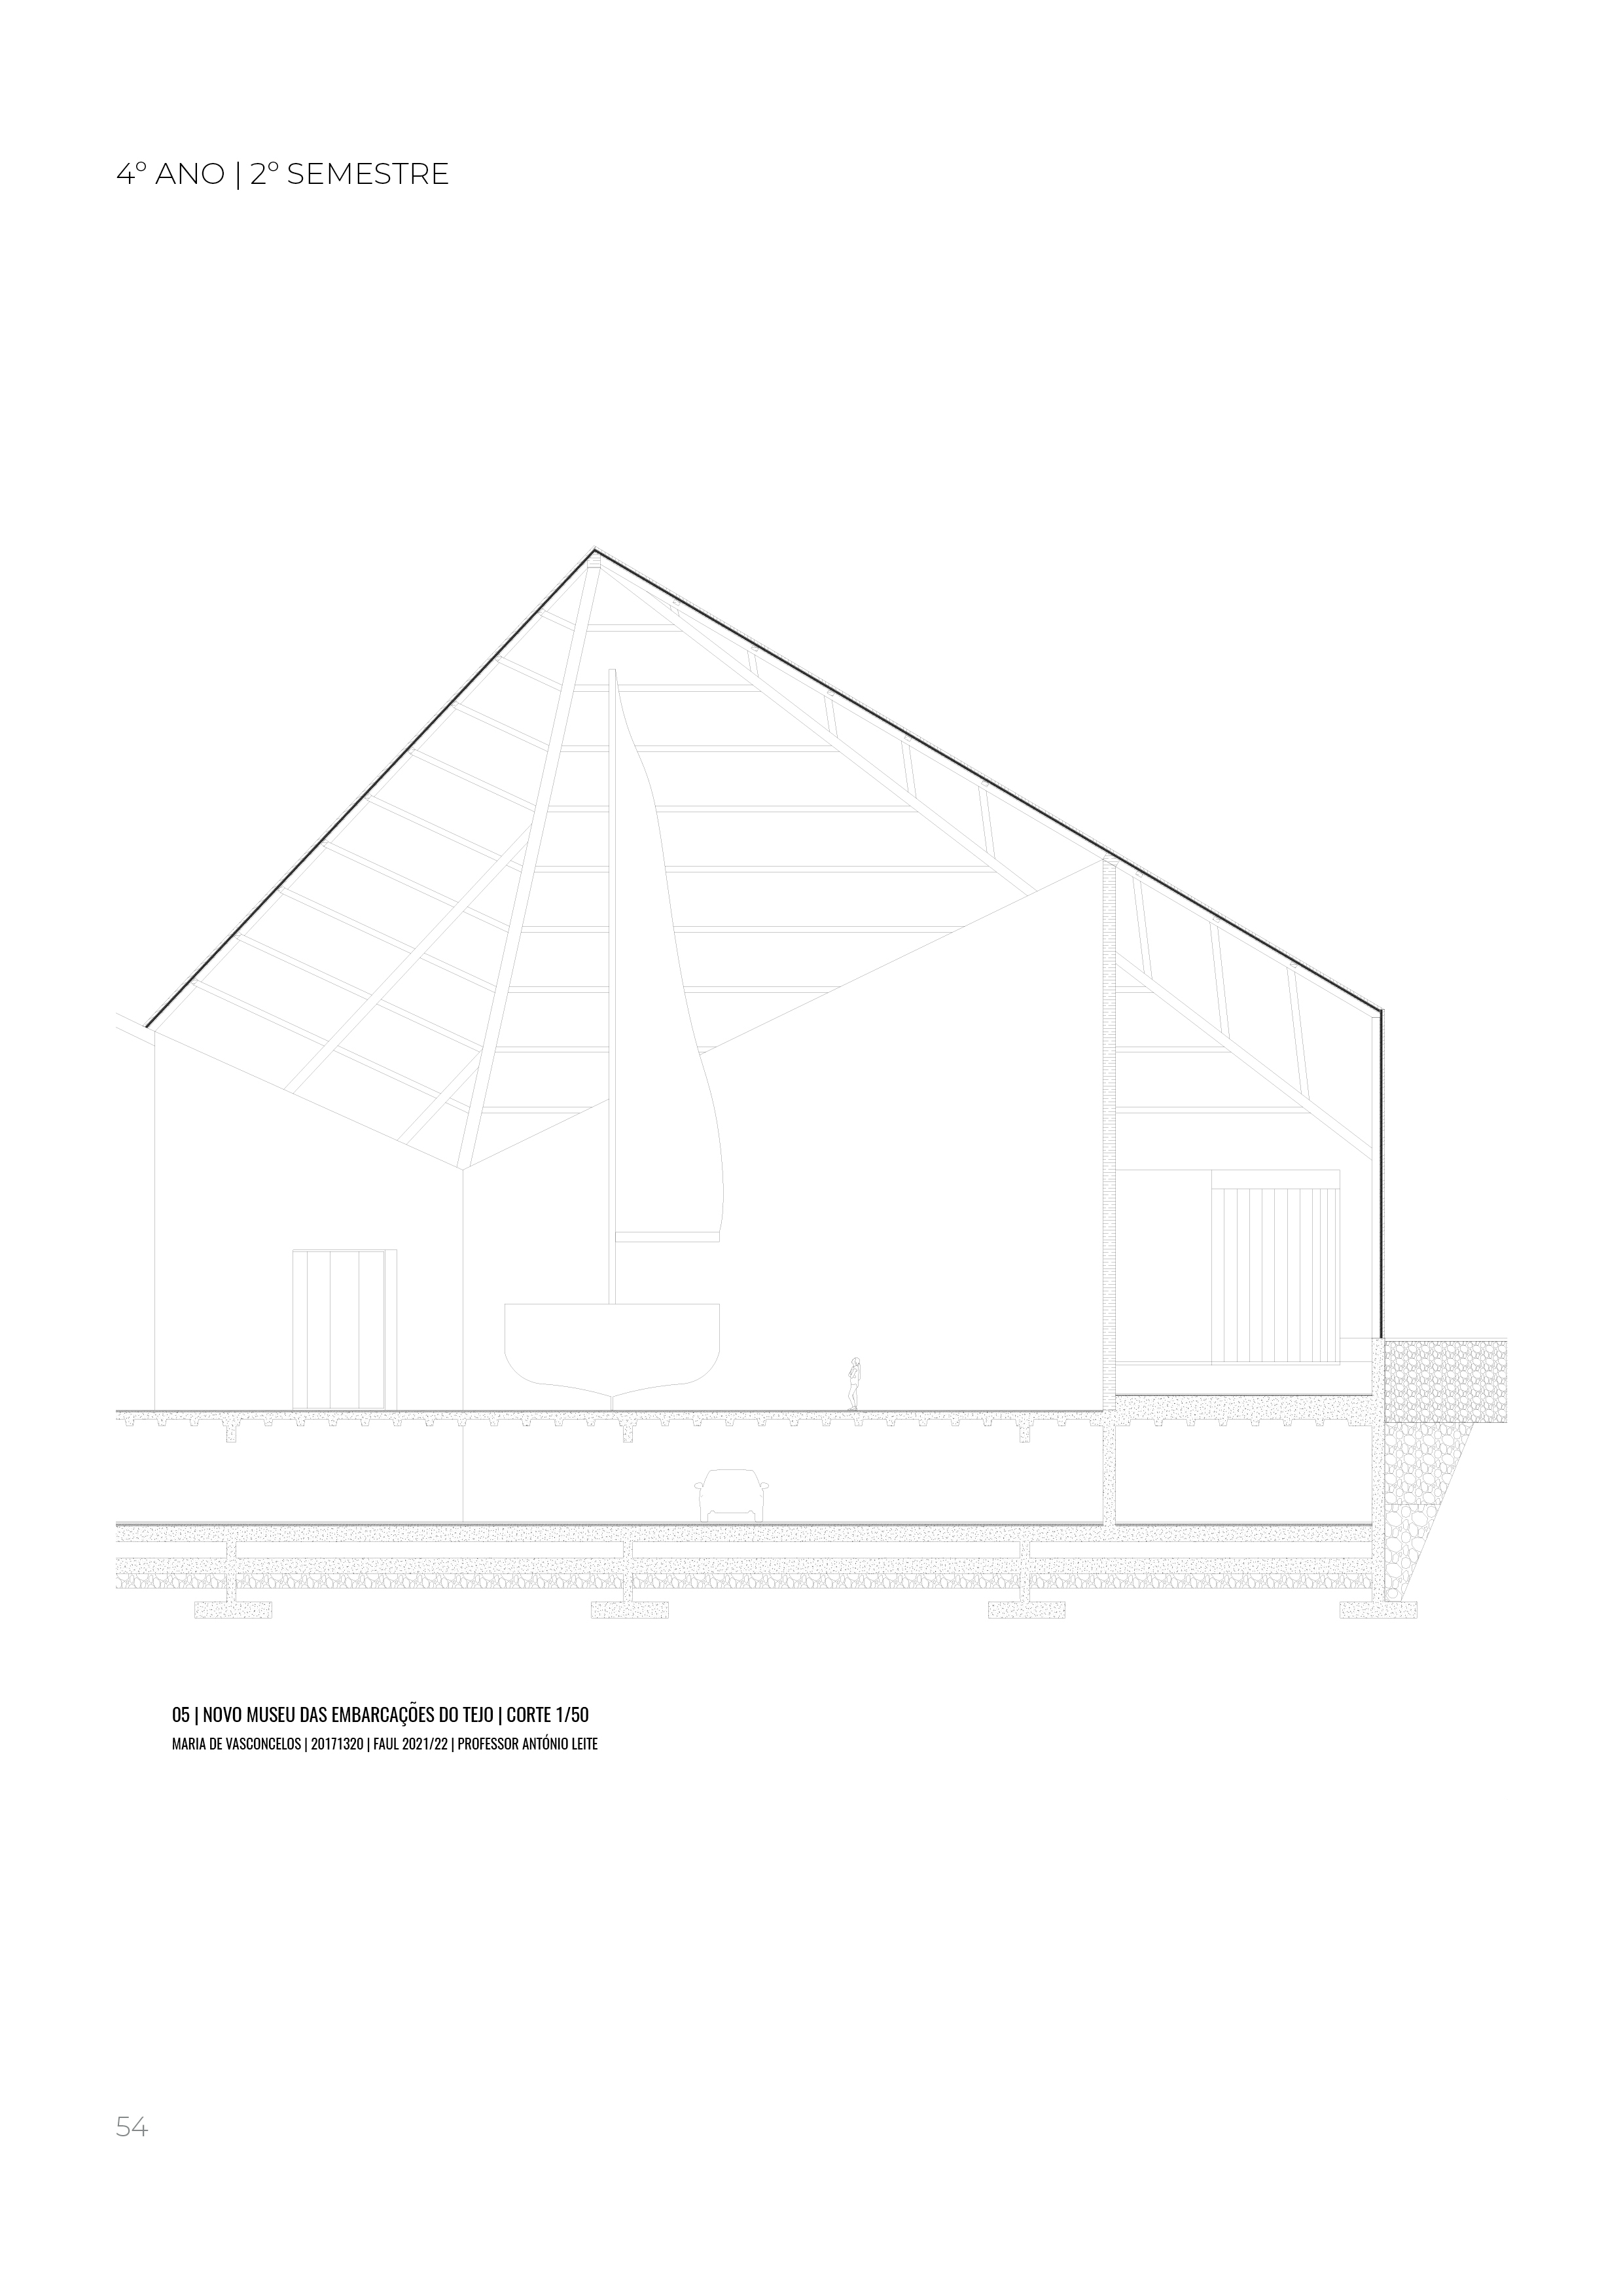 4º ANO | 2º SEMESTRE
05 | NOVO MUSEU DAS EMBARCAÇÕES DO TEJO | CORTE 1/50
MARIA DE VASCONCELOS | 20171320 | FAUL 2021/22 | PROFESSOR ANTÓNIO LEITE
54